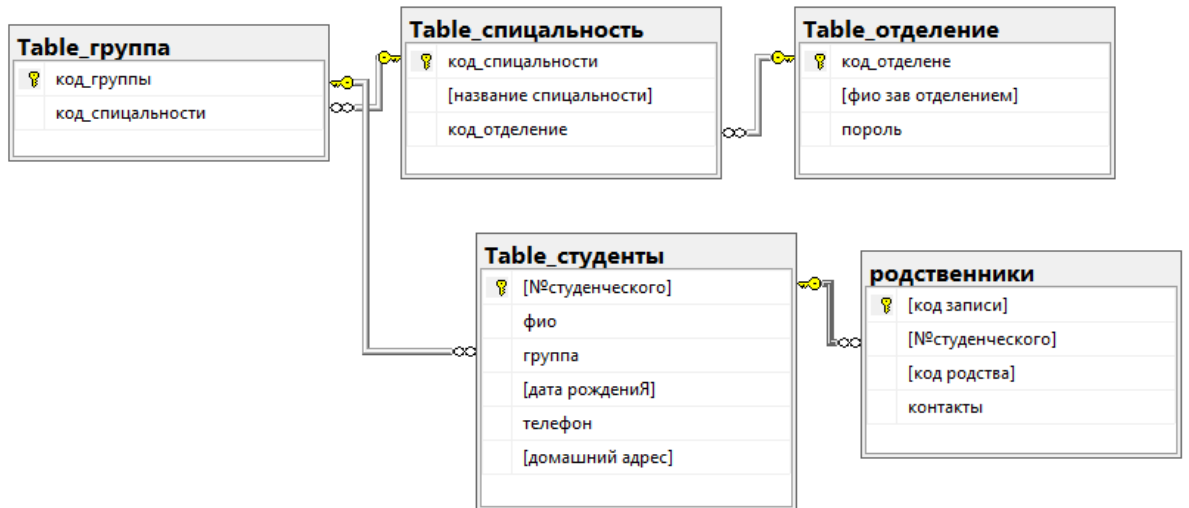 Table_группа
код_группы
код_спицальности
Table_спицальность
код_спицальности
[название спицальности]
код_отделение
Table_отделение
код_отделене
[фио зав отделением]
пороль
Table_студенты
[№студенческого]
фио
группа
[дата рождениЯ]
телефон
[домашний адрес]
родственники
[код записи]
[№студенческого]
[код родства]
контакты